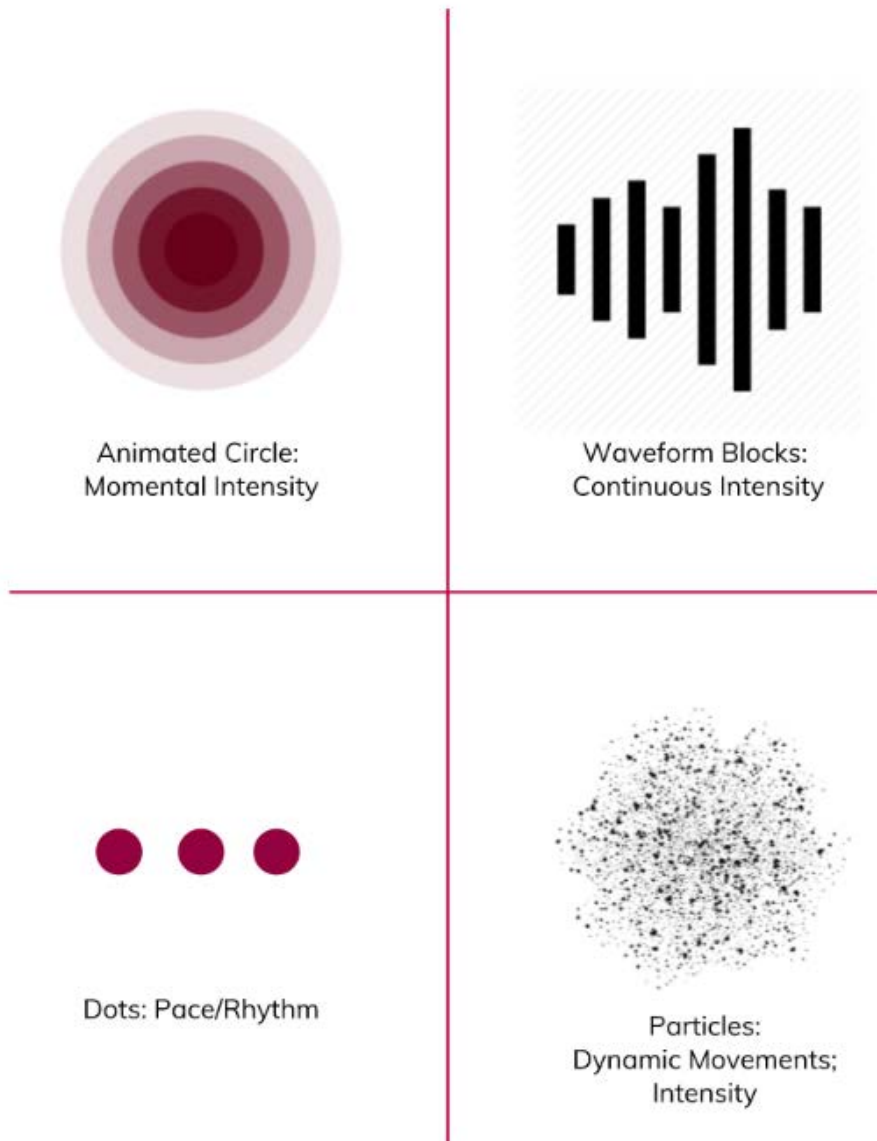 Animated Circle:
Momental Intensity
Waveform Blocks:
Continuous Intensity
Dots: Pace/Rhythm
Particles:
Dynamic Movements;
Intensity